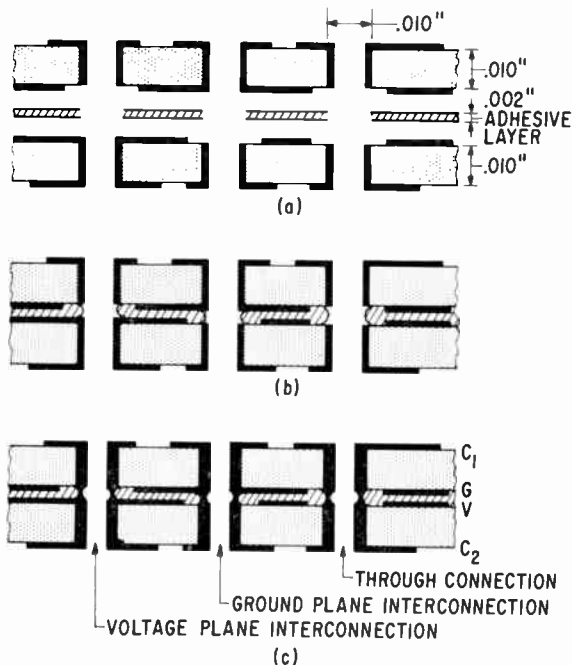 .010"
.010"
.002"
ADHESIVE
LAYER
.010"
(a)
(b)
C1
G
V
C2
THROUGH CONNECTION
GROUND PLANE INTERCONNECTION
VOLTAGE PLANE INTERCONNECTION
(c)